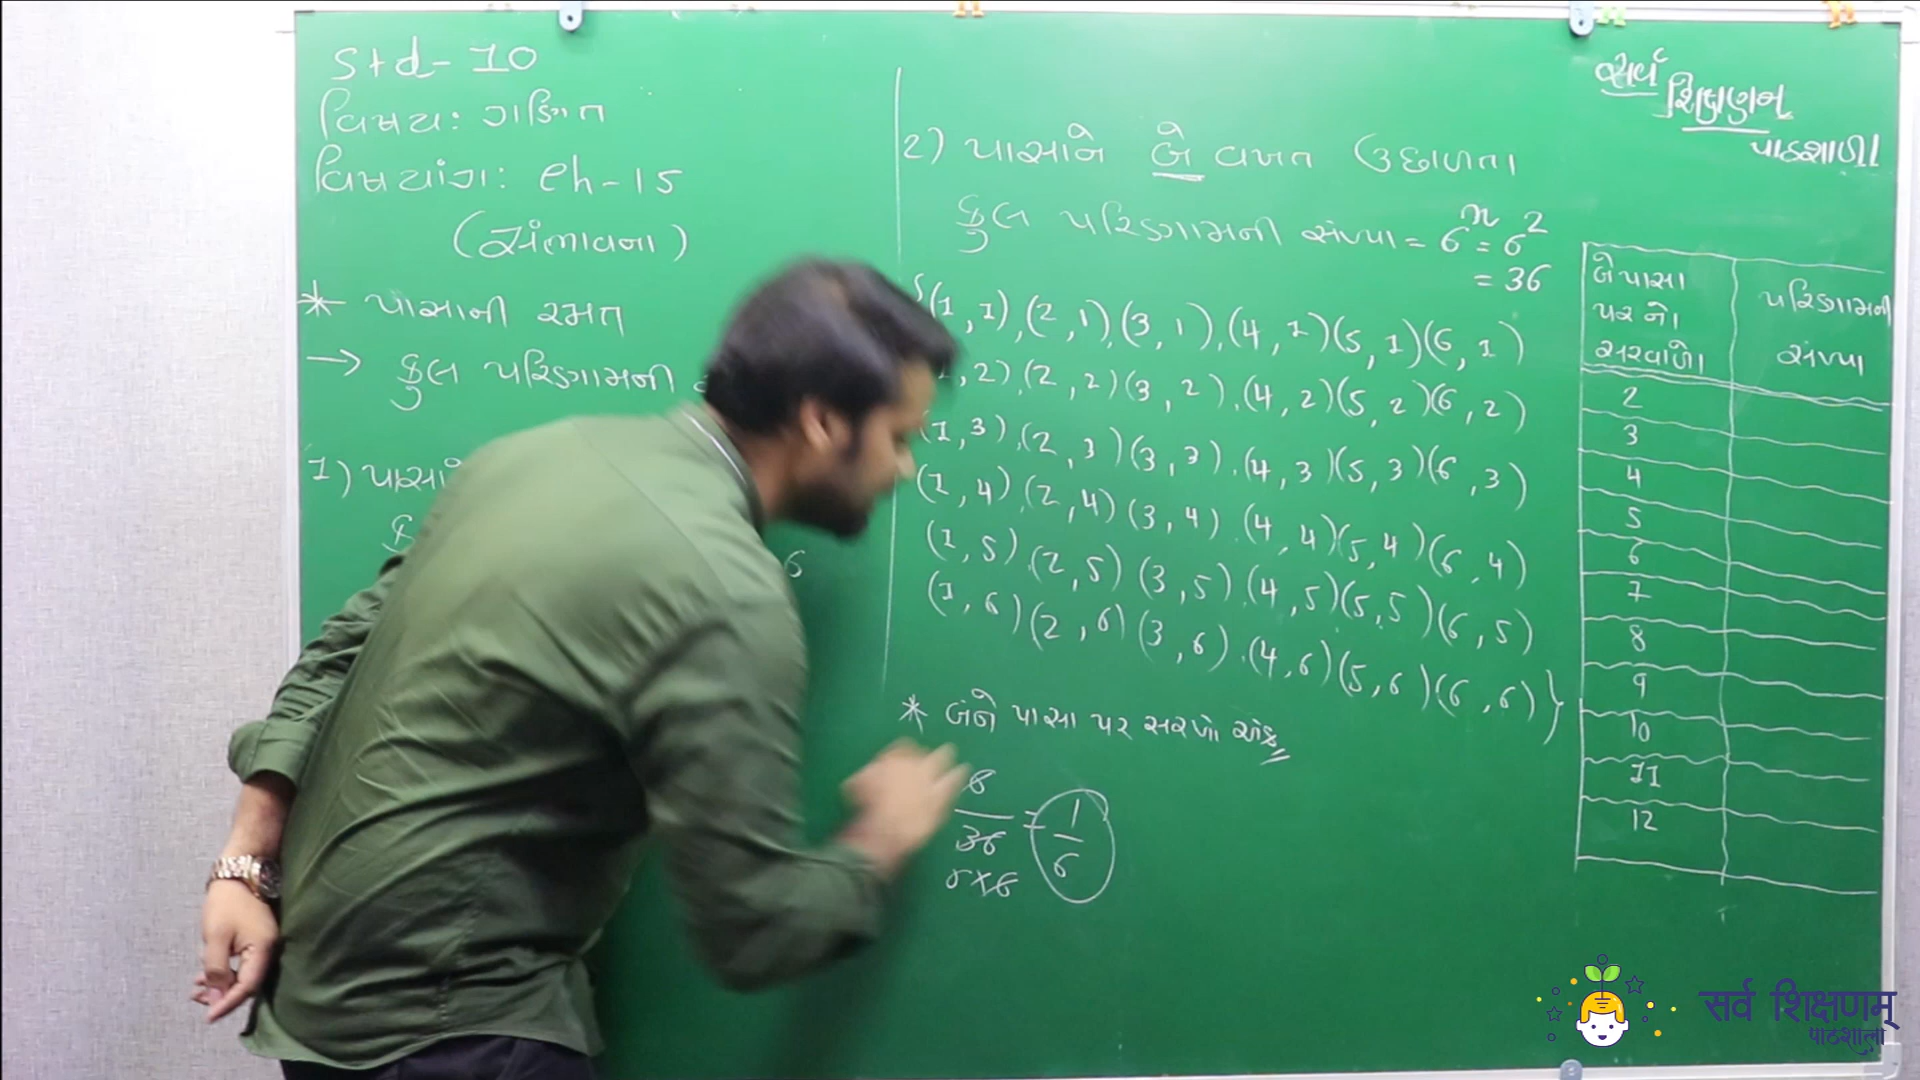 Std-10
વિષય: ગણિત
વિષયાંગ: ch-15
(સંભાવના)
* પાસાની રમત
→ કુલ પરિણામની
1) પાસા
6
2) પાસાને બે વખત ઉછાળતા
કુલ પરિણામની સંખ્યા = 6ⁿ = 6²
= 36
{(1,1),(2,1),(3,1),(4,1)(5,1)(6,1)
,2),(2,2)(3,2),(4,2)(5,2)(6,2)
(1,3),(2,3)(3,3),(4,3)(5,3)(6,3)
(1,4)(2,4)(3,4),(4,4)(5,4)(6,4)
(1,5),(2,5)(3,5)(4,5)(5,5)(6,5)
(1,6)(2,6)(3,6),(4,6)(5,6)(6,6)}
* બંને પાસા પર સરખો અંક
6/36 = 1/6
6×6
સર્વ
શિક્ષણમ્
પાઠશાળા
બે પાસા પરિણામની
પર નો
સરવાળો સંખ્યા
2
3
4
5
6
7
8
9
10
11
12
सर्व शिक्षणम्
पाठशाला